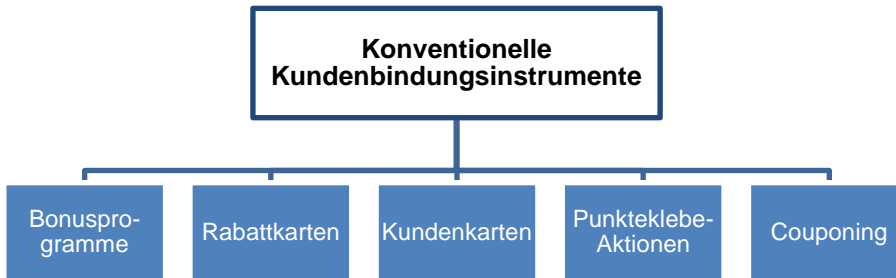 Konventionelle
Kundenbindungsinstrumente
Bonuspro-
gramme
Rabattkarten
Kundenkarten
Punkteklebe-
Aktionen
Couponing